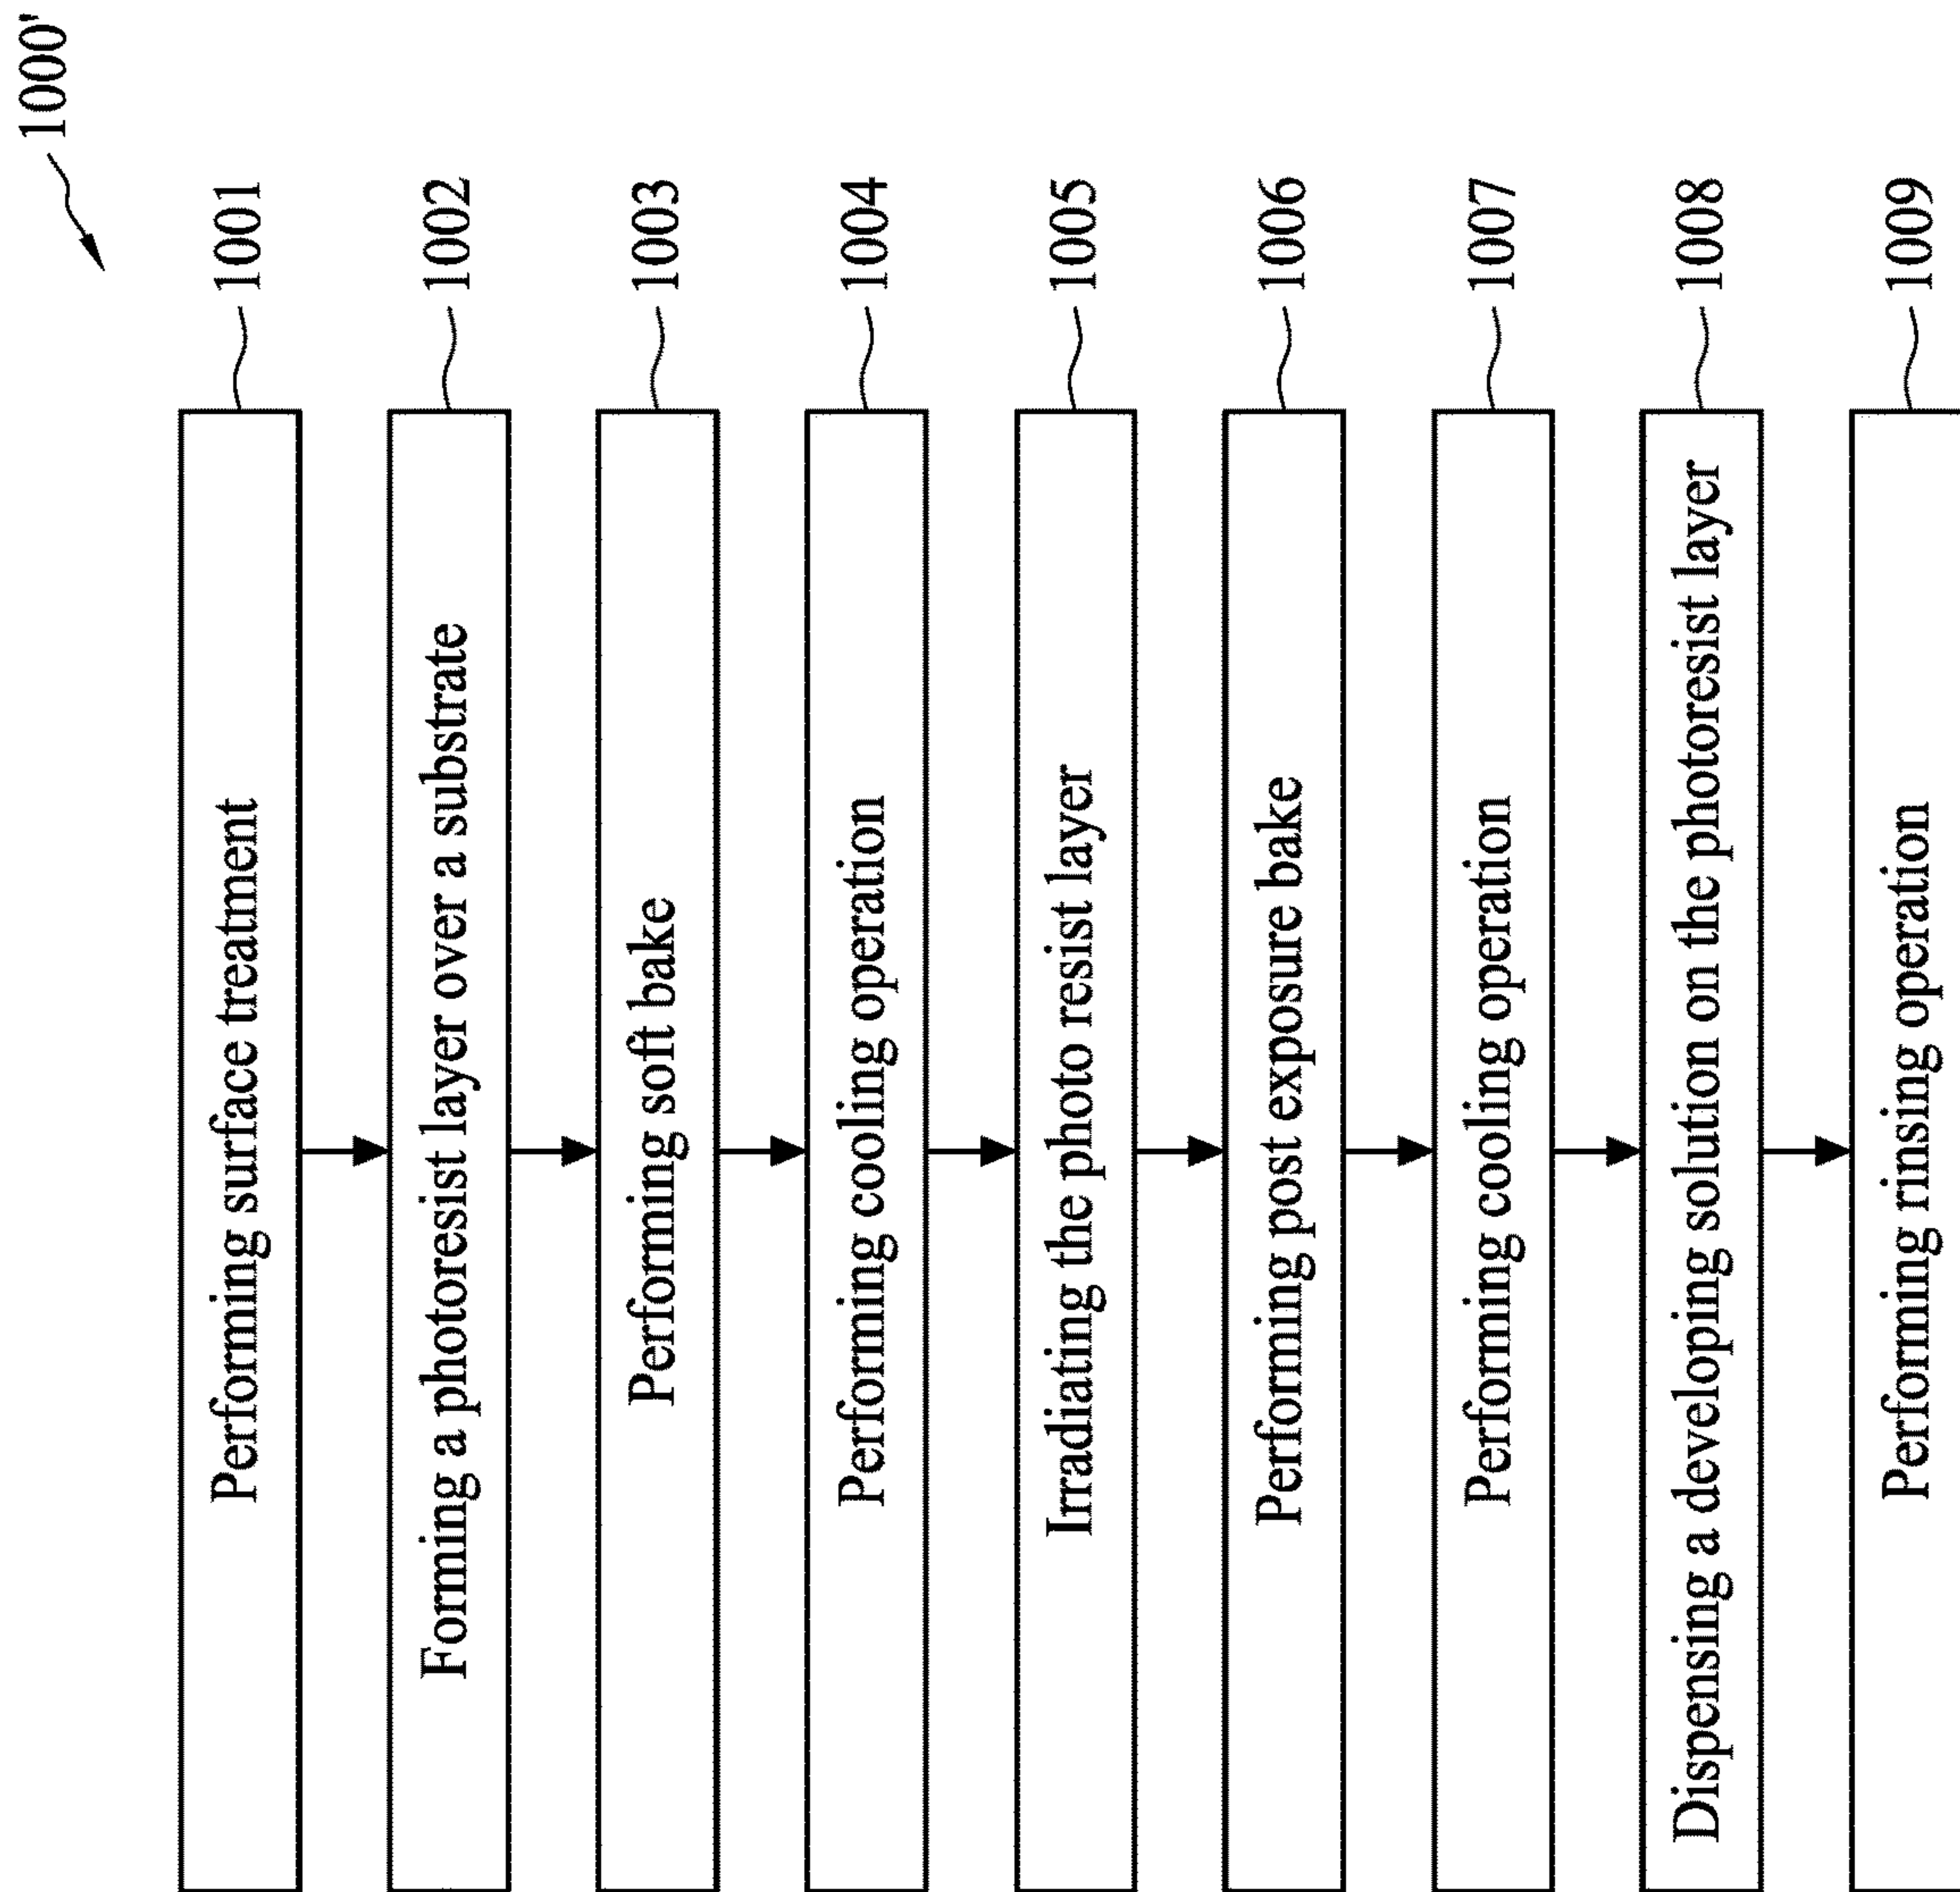 1000'
Performing surface treatment
1001
Forming a photoresist layer over a substrate
1002
Performing soft bake
1003
Performing cooling operation
1004
Irradiating the photo resist layer
1005
Performing post exposure bake
1006
Performing cooling operation
1007
Dispensing a developing solution on the photoresist layer
1008
Performing rinsing operation
1009